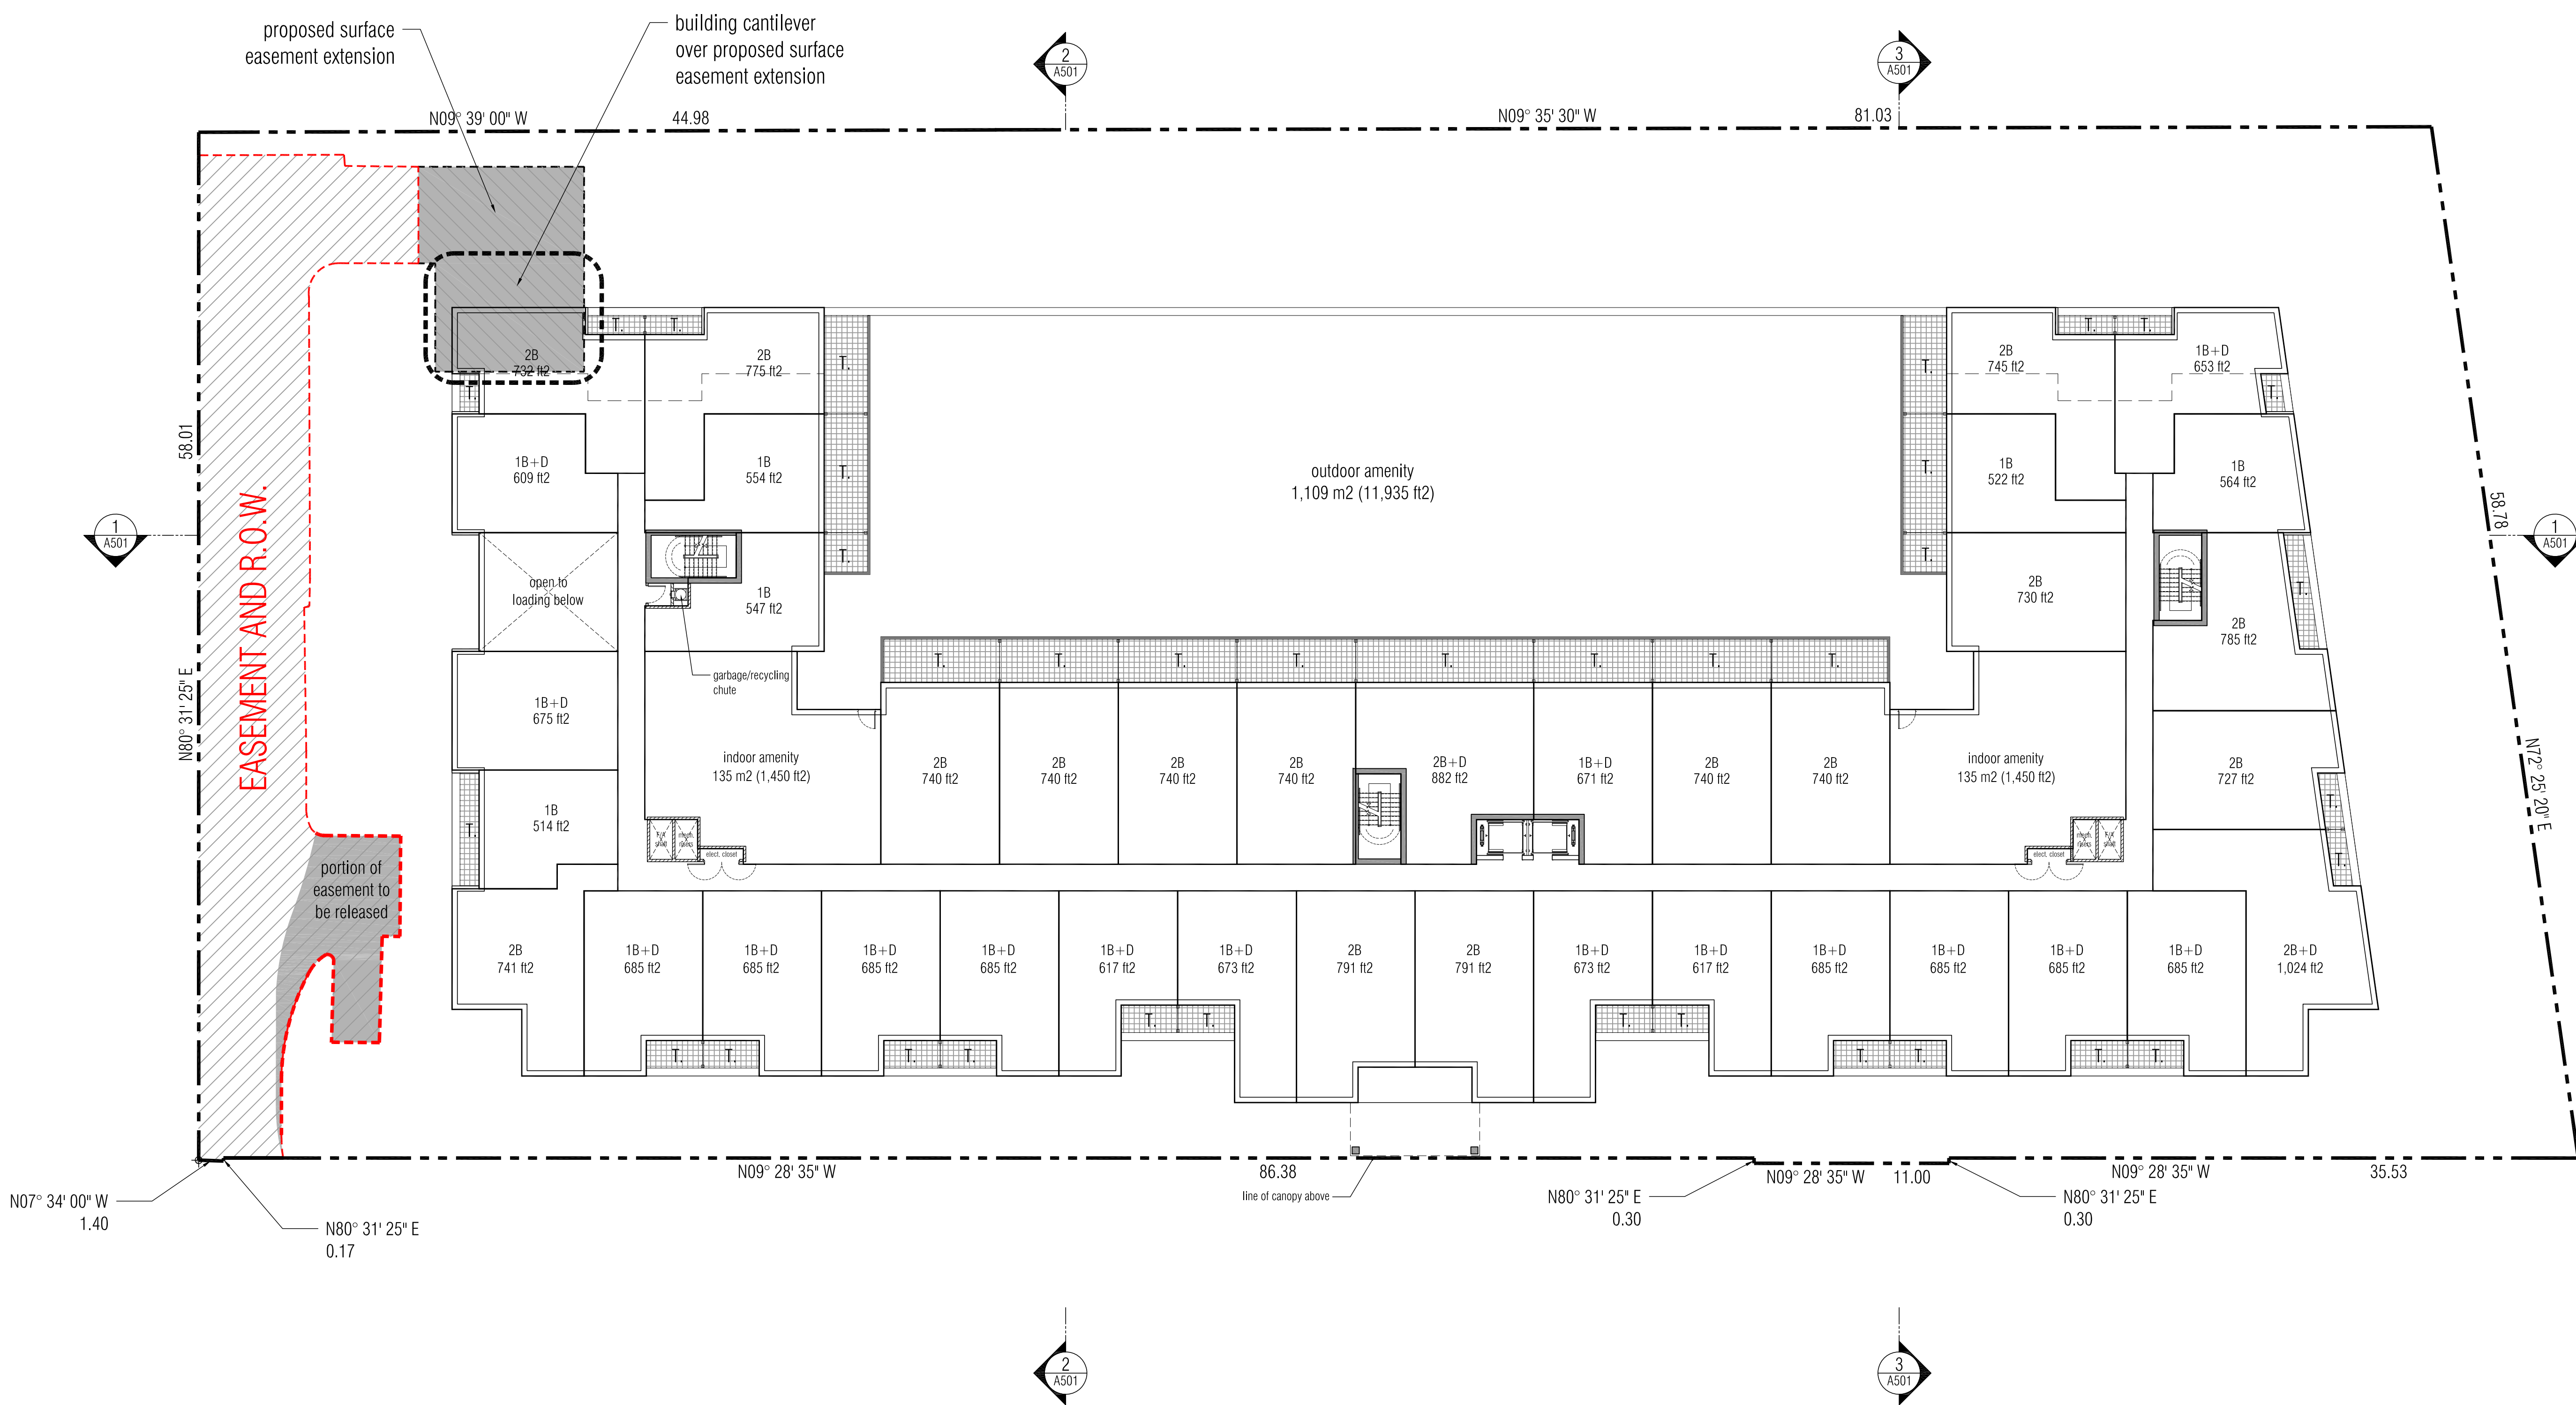 proposed surface
easement extension
building cantilever
over proposed surface
easement extension
2
A501
3
A501
N09° 39' 00" W
44.98
N09° 35' 30" W
81.03
T.
T.
T.
T.
2B
732 ft2
2B
775 ft2
T.
T.
2B
745 ft2
1B+D
653 ft2
T.
T.
58.01
1B+D
609 ft2
1B
554 ft2
T.
outdoor amenity
1,109 m2 (11,935 ft2)
T.
1B
522 ft2
1B
564 ft2
58.78
1
A501
1
A501
EASEMENT AND R.O.W.
open to
loading below
1B
547 ft2
T.
T.
2B
730 ft2
T.
2B
785 ft2
N80° 31' 25" E
garbage/recycling
chute
T.
T.
T.
T.
T.
T.
T.
T.
1B+D
675 ft2
indoor amenity
135 m2 (1,450 ft2)
2B
740 ft2
2B
740 ft2
2B
740 ft2
2B
740 ft2
2B+D
882 ft2
1B+D
671 ft2
2B
740 ft2
2B
740 ft2
indoor amenity
135 m2 (1,450 ft2)
2B
727 ft2
N72° 25' 20" E
T.
T.
T.
1B
514 ft2
F/A
shaft
mech.
risers
elect. closet
elect. closet
mech.
risers
F/A
shaft
portion of
easement to
be released
2B
741 ft2
1B+D
685 ft2
1B+D
685 ft2
1B+D
685 ft2
1B+D
685 ft2
1B+D
617 ft2
1B+D
673 ft2
2B
791 ft2
2B
791 ft2
1B+D
673 ft2
1B+D
617 ft2
1B+D
685 ft2
1B+D
685 ft2
1B+D
685 ft2
1B+D
685 ft2
2B+D
1,024 ft2
T.
T.
T.
T.
T.
T.
T.
T.
T.
T.
T.
T.
N09° 28' 35" W
86.38
N09° 28' 35" W
11.00
N09° 28' 35" W
35.53
line of canopy above
N07° 34' 00" W
1.40
N80° 31' 25" E
0.17
N80° 31' 25" E
0.30
N80° 31' 25" E
0.30
2
A501
3
A501